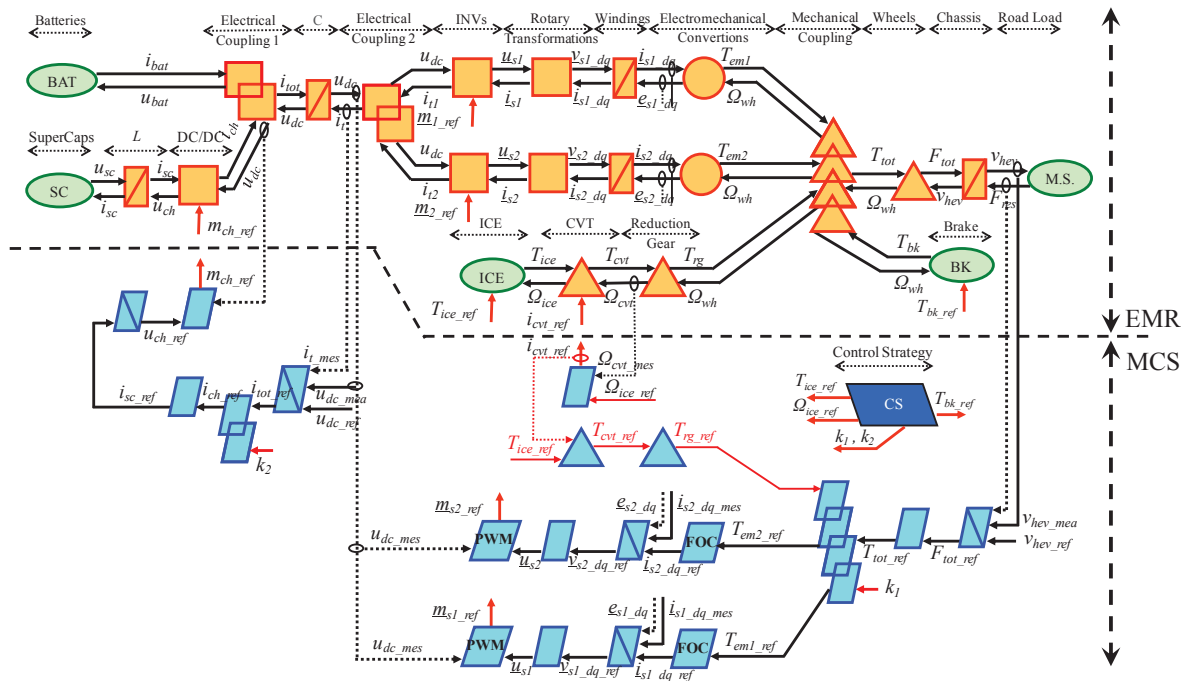 Batteries
Electrical
Coupling 1
C
Electrical
Coupling 2
INVs
Rotary
Transformations
Windings
Electromechanical
Convertions
Mechanical
Coupling
Wheels
Chassis
Road Load
BAT
i_bat
u_bat
i_tot
u_dc
u_dc
i_t
u_dc
i_t1
u_s1
i_s1
v_s1_dq
i_s1_dq
i_s1_dq
e_s1_dq
T_em1
Ω_wh
m_1_ref
SuperCaps
L
DC/DC
i_ch
u_dc
SC
u_sc
i_sc
i_sc
u_ch
m_ch_ref
u_dc
i_t2
u_s2
i_s2
v_s2_dq
i_s2_dq
i_s2_dq
e_s2_dq
T_em2
Ω_wh
m_2_ref
T_tot
Ω_wh
F_tot
v_hev
v_hev
F_res
M.S.
ICE
CVT
Reduction
Gear
ICE
T_ice
Ω_ice
T_cvt
Ω_cvt
T_rg
Ω_wh
T_ice_ref
i_cvt_ref
T_bk
Ω_wh
Brake
BK
T_bk_ref
EMR
MCS
m_ch_ref
u_ch_ref
i_sc_ref
i_ch_ref
i_tot_ref
i_t_mes
u_dc_mea
u_dc_ref
k_2
i_cvt_ref
Ω_cvt_mes
Ω_ice_ref
Control Strategy
CS
T_ice_ref
Ω_ice_ref
k_1 , k_2
T_bk_ref
T_ice_ref
T_cvt_ref
T_rg_ref
m_s2_ref
u_dc_mes
PWM
u_s2
v_s2_dq_ref
e_s2_dq
i_s2_dq_mes
i_s2_dq_ref
FOC
T_em2_ref
T_tot_ref
F_tot_ref
v_hev_mea
v_hev_ref
k_1
m_s1_ref
u_dc_mes
PWM
u_s1
v_s1_dq_ref
e_s1_dq
i_s1_dq_mes
i_s1_dq_ref
FOC
T_em1_ref